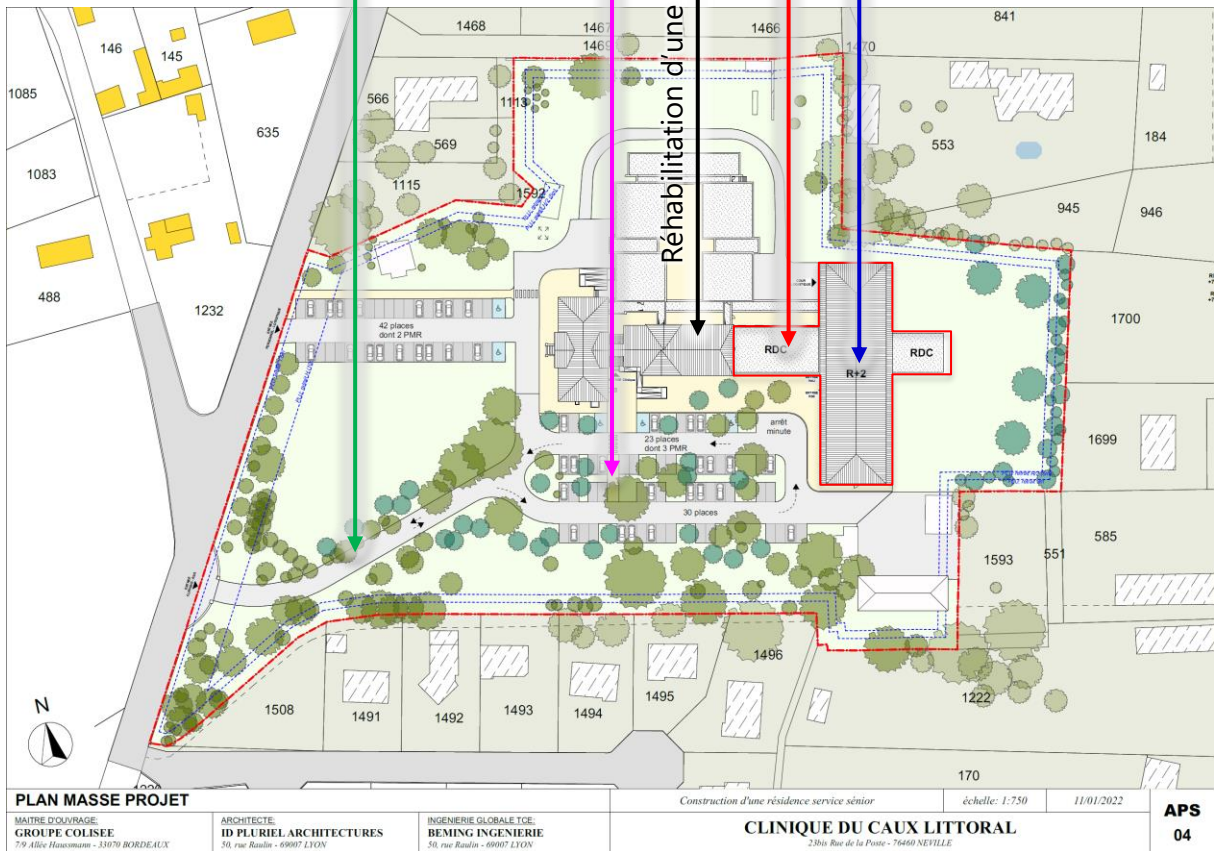 1468
1467
1469
1466
841
1470
146
145
1085
566
1113
635
569
553
184
1083
1115
1592
945
946
488
1232
1700
1699
585
1593
551
1508
1491
1492
1493
1494
1495
1496
1222
170
Réhabilitation d'une
42 places
dont 2 PMR
RDC
R+2
RDC
arrêt
minute
23 places
dont 3 PMR
30 places
N
PLAN MASSE PROJET
Construction d'une résidence service sénior
échelle: 1:750
11/01/2022
APS
04
MAITRE D'OUVRAGE:
GROUPE COLISEE
7/9 Allée Haussmann - 33070 BORDEAUX
ARCHITECTE:
ID PLURIEL ARCHITECTURES
50, rue Raulin - 69007 LYON
INGENIERIE GLOBALE TCE:
BEMING INGENIERIE
50, rue Raulin - 69007 LYON
CLINIQUE DU CAUX LITTORAL
23bis Rue de la Poste - 76460 NEVILLE